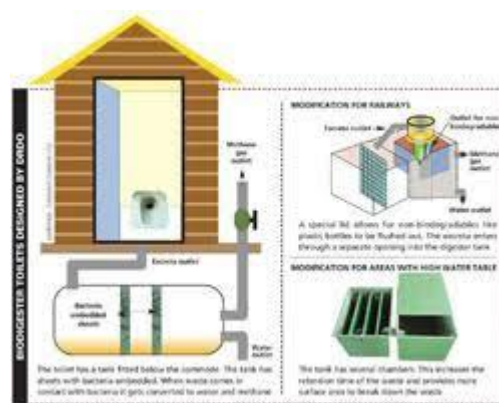 BIODIGESTER TOILETS DESIGNED BY DRDO
Methane
gas
outlet
Excreta outlet
Bacteria
embedded
sheets
Water
outlet
The toilet has a tank fitted below the commode. The tank has
sheets with bacteria embedded. When waste comes in
contact with bacteria it gets converted to water and methane
MODIFICATION FOR RAILWAYS
Excreta outlet
Outlet for non-
biodegradables
Methane
gas
outlet
Water outlet
A special lid allows for non-biodegradables like
plastic bottles to be flushed out. The excreta enters
through a separate opening into the digester tank
MODIFICATION FOR AREAS WITH HIGH WATER TABLE
The tank has several chambers. This increases the
retention time of the waste and provides more
surface area to break down the waste